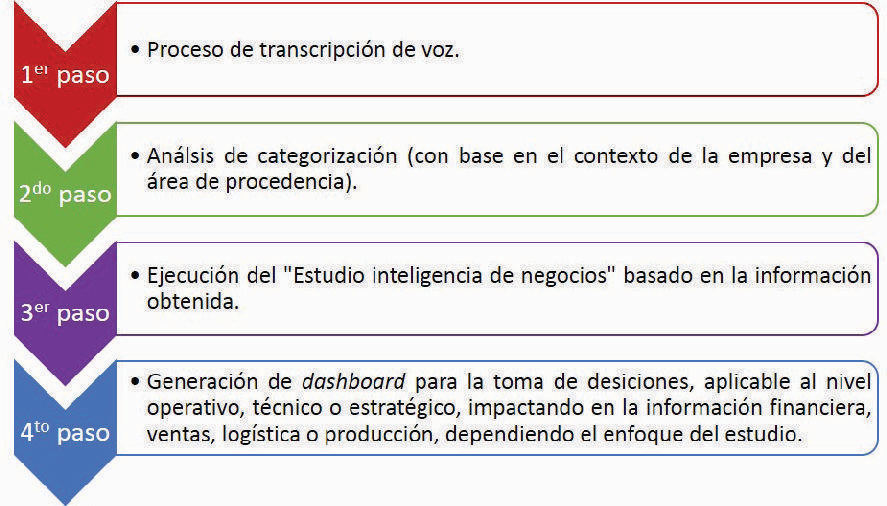 1er paso
• Proceso de transcripción de voz.
2do paso
• Análsis de categorización (con base en el contexto de la empresa y del
área de procedencia).
3er paso
• Ejecución del "Estudio inteligencia de negocios" basado en la información
obtenida.
4to paso
• Generación de dashboard para la toma de desiciones, aplicable al nivel
operativo, técnico o estratégico, impactando en la información financiera,
ventas, logística o producción, dependiendo el enfoque del estudio.